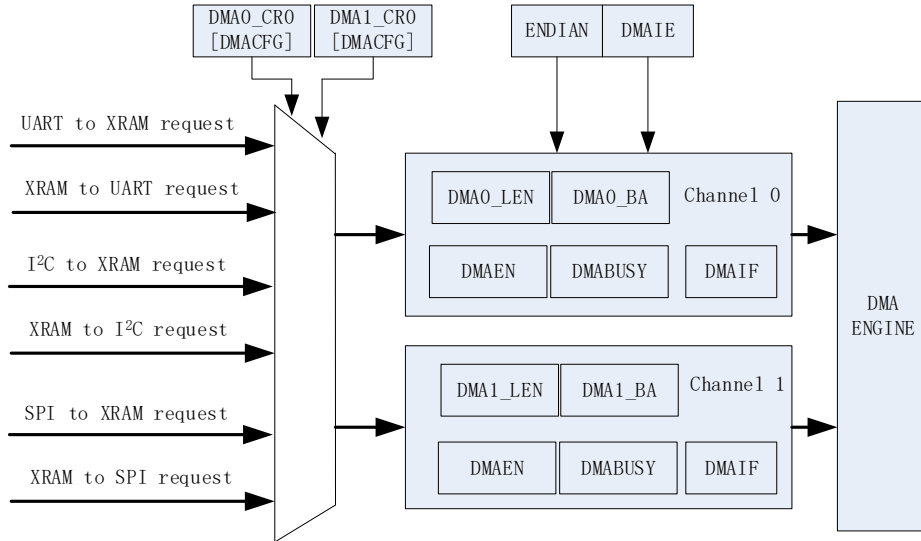 DMA0_CR0
[DMACFG]
DMA1_CR0
[DMACFG]
ENDIAN
DMAIE
UART to XRAM request
XRAM to UART request
I²C to XRAM request
XRAM to I²C request
SPI to XRAM request
XRAM to SPI request
DMA0_LEN
DMA0_BA
Channel 0
DMAEN
DMABUSY
DMAIF
DMA1_LEN
DMA1_BA
Channel 1
DMAEN
DMABUSY
DMAIF
DMA
ENGINE